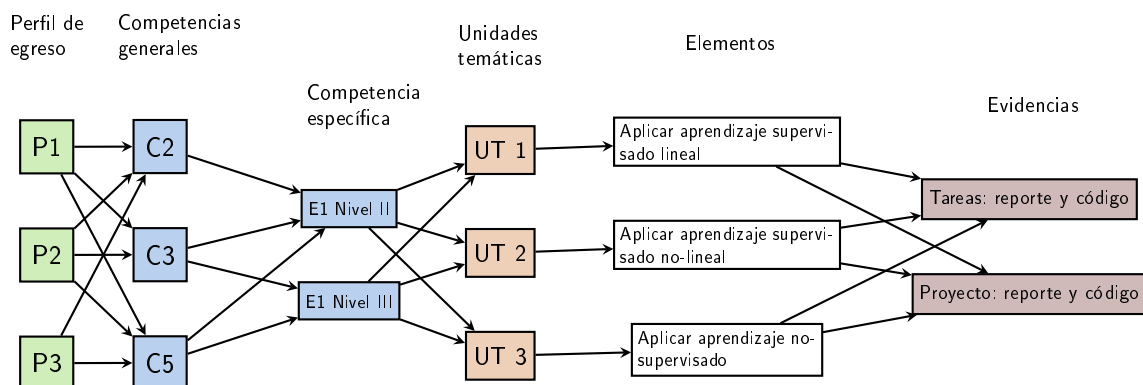 Perfil de
egreso
Competencias
generales
Competencia
específica
Unidades
temáticas
Elementos
Evidencias
P1
P2
P3
C2
C3
C5
E1 Nivel II
E1 Nivel III
UT 1
UT 2
UT 3
Aplicar aprendizaje supervi-
sado lineal
Aplicar aprendizaje supervi-
sado no-lineal
Aplicar aprendizaje no-
supervisado
Tareas: reporte y código
Proyecto: reporte y código